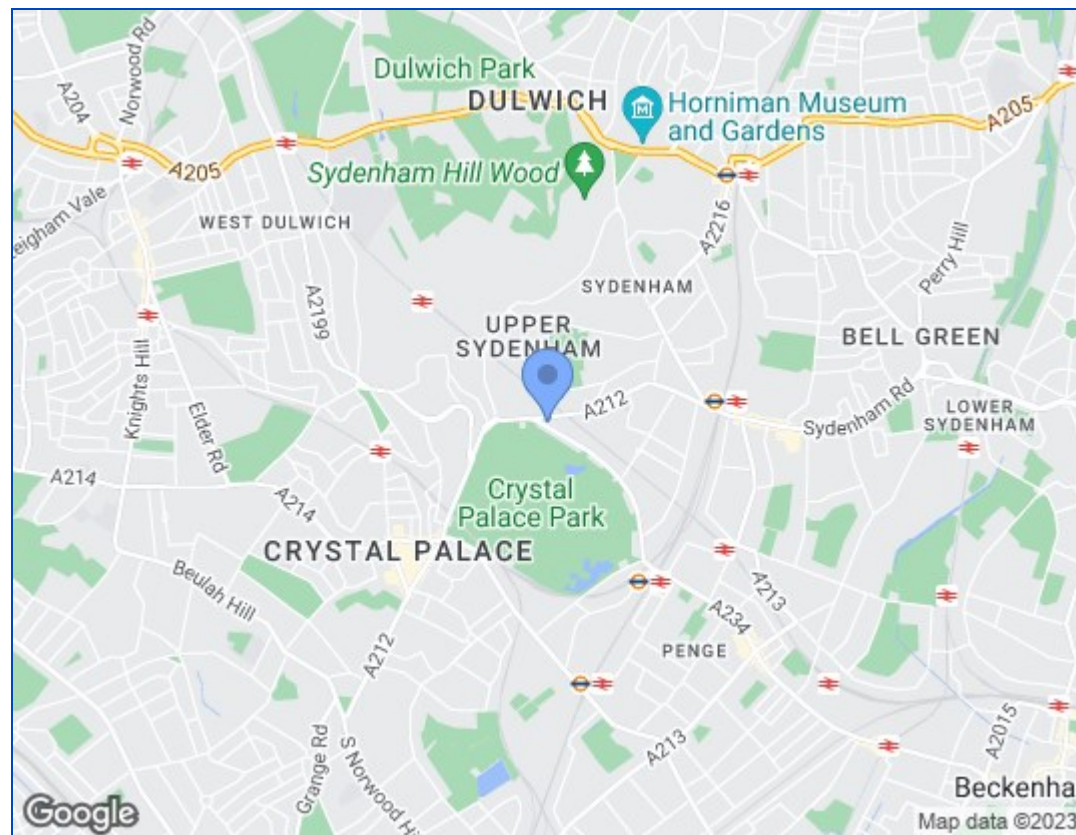 Norwood Rd
A204
Dulwich Park
DULWICH
Horniman Museum
and Gardens
A205
A205
Sydenham Hill Wood
Leigham Vale
WEST DULWICH
A2216
Perry Hill
SYDENHAM
A2199
UPPER
SYDENHAM
BELL GREEN
Knights Hill
Elder Rd
A212
Sydenham Rd
LOWER
SYDENHAM
A214
A214
Crystal
Palace Park
CRYSTAL PALACE
Beulah Hill
A213
A234
A212
PENGE
A2015
A213
Grange Rd
S Norwood Hi
Beckenha
Google
Map data ©2023